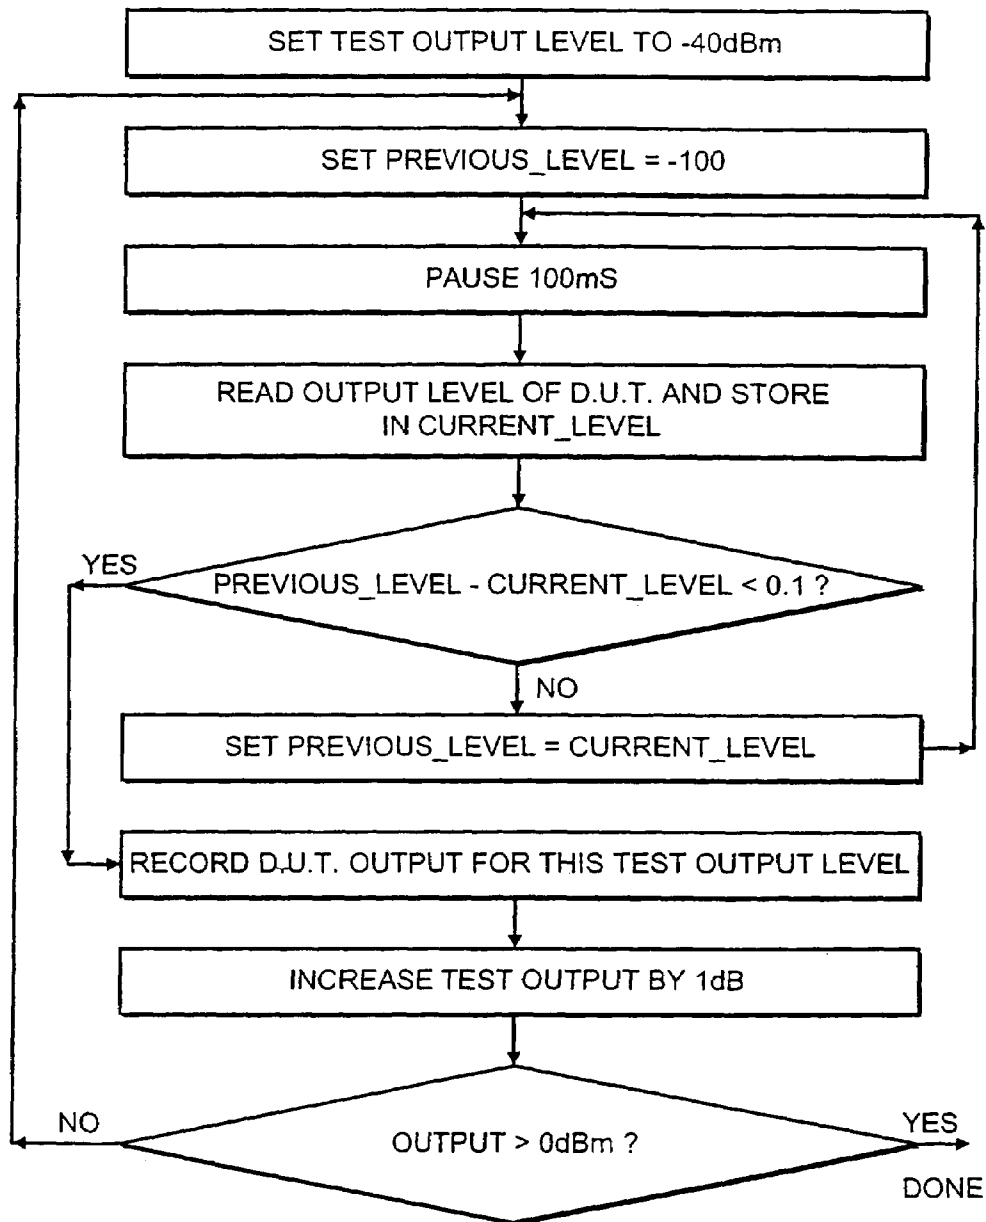 SET TEST OUTPUT LEVEL TO -40dBm
SET PREVIOUS_LEVEL = -100
PAUSE 100mS
READ OUTPUT LEVEL OF D.U.T. AND STORE
IN CURRENT_LEVEL
YES
PREVIOUS_LEVEL - CURRENT_LEVEL < 0.1 ?
NO
SET PREVIOUS_LEVEL = CURRENT_LEVEL
RECORD D.U.T. OUTPUT FOR THIS TEST OUTPUT LEVEL
INCREASE TEST OUTPUT BY 1dB
NO
OUTPUT > 0dBm ?
YES
DONE